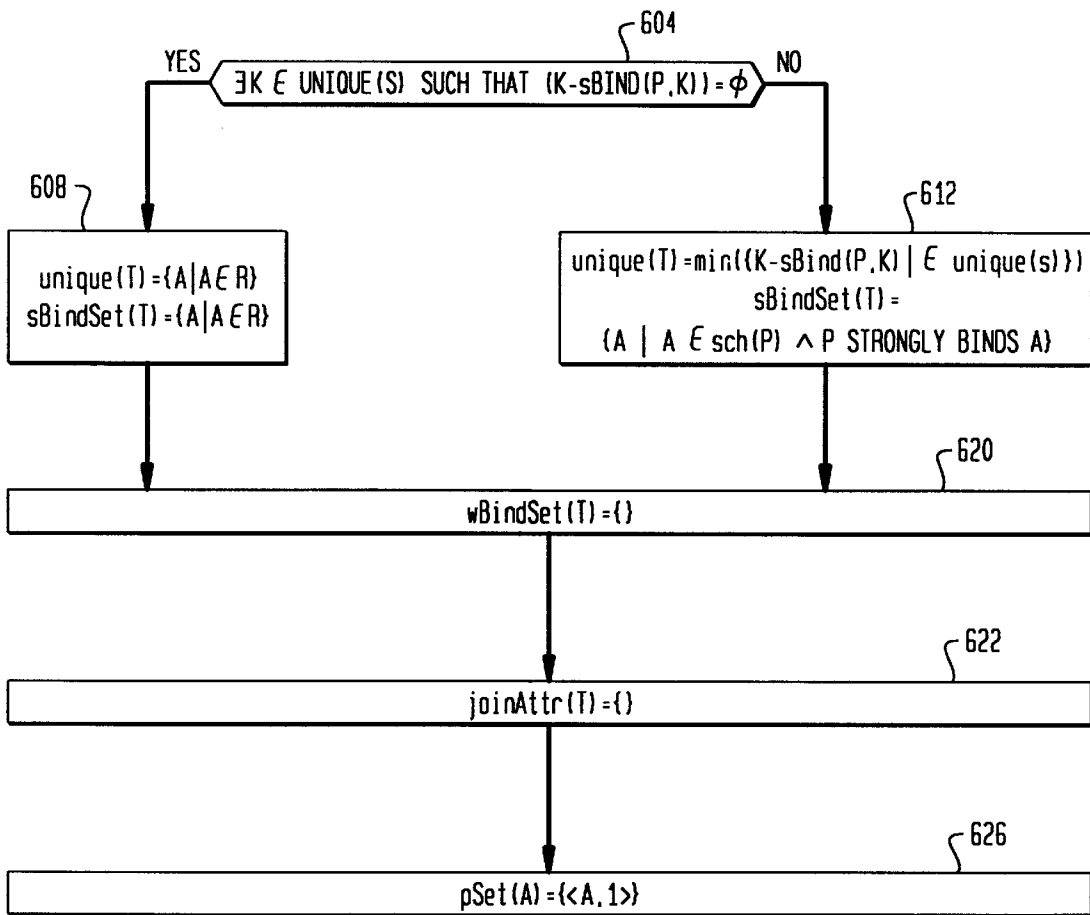 604
YES
∃K ∈ UNIQUE(S) SUCH THAT (K-sBIND(P,K))=ϕ
NO
608
612
unique(T)={A|A∈R}
sBindSet(T)={A|A∈R}
unique(T)=min({K-sBind(P,K)| ∈ unique(s)})
sBindSet(T)=
{A | A ∈ sch(P) ∧ P STRONGLY BINDS A}
620
wBindSet(T)={}
622
joinAttr(T)={}
626
pSet(A)={<A,1>}